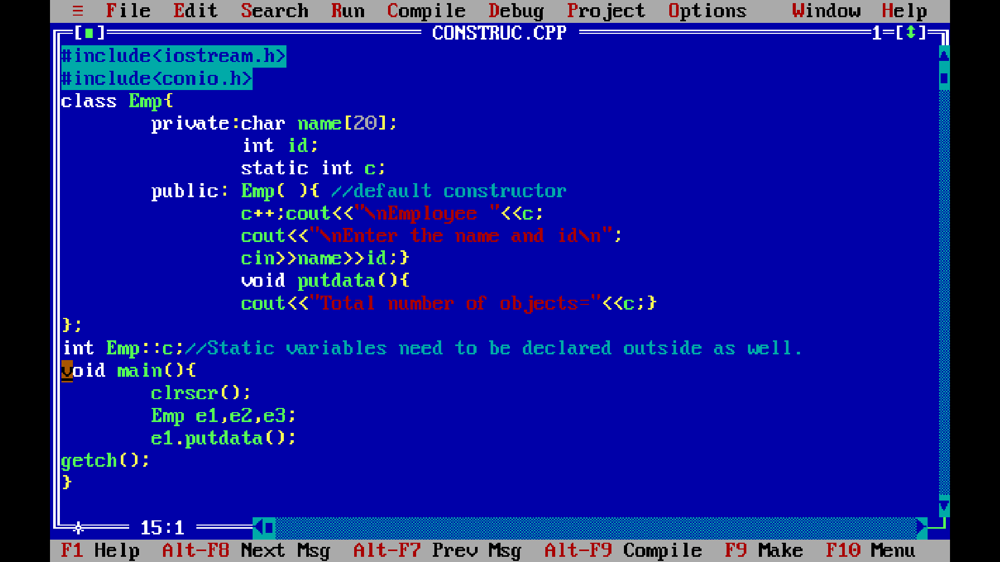 ≡ File Edit Search Run Compile Debug Project Options Window Help
[■] CONSTRUC.CPP 1=[↕]
#include<iostream.h>
#include<conio.h>
class Emp{
private:char name[20];
int id;
static int c;
public: Emp( ){ //default constructor
c++;cout<<"\nEmployee "<<c;
cout<<"\nEnter the name and id\n";
cin>>name>>id;}
void putdata(){
cout<<"Total number of objects="<<c;}
};
int Emp::c;//Static variables need to be declared outside as well.
void main(){
clrscr();
Emp e1,e2,e3;
e1.putdata();
getch();
}
15:1
F1 Help Alt-F8 Next Msg Alt-F7 Prev Msg Alt-F9 Compile F9 Make F10 Menu